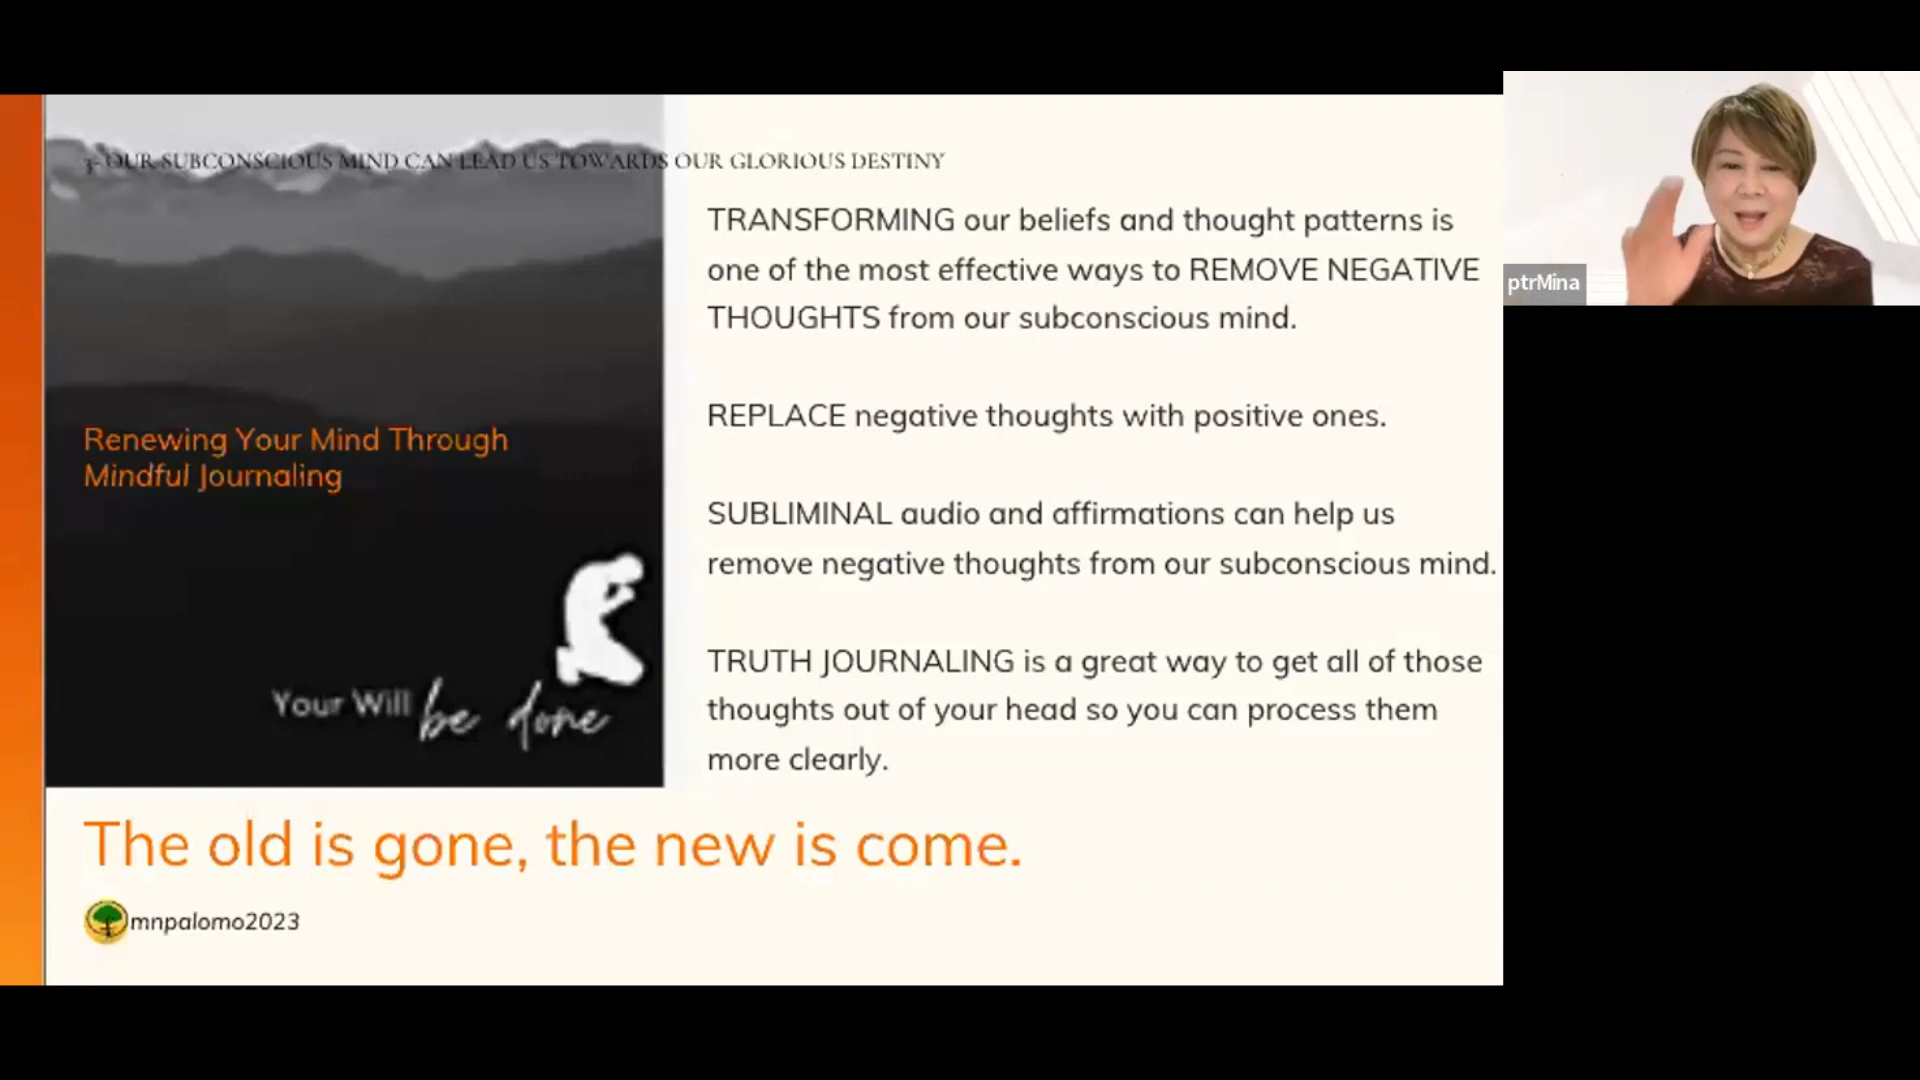 3- OUR SUBCONSCIOUS MIND CAN LEAD US TOWARDS OUR GLORIOUS DESTINY
TRANSFORMING our beliefs and thought patterns is
one of the most effective ways to REMOVE NEGATIVE
THOUGHTS from our subconscious mind.
REPLACE negative thoughts with positive ones.
SUBLIMINAL audio and affirmations can help us
remove negative thoughts from our subconscious mind.
TRUTH JOURNALING is a great way to get all of those
thoughts out of your head so you can process them
more clearly.
Renewing Your Mind Through
Mindful Journaling
Your Will be done
The old is gone, the new is come.
mnpalomo2023
ptrMina